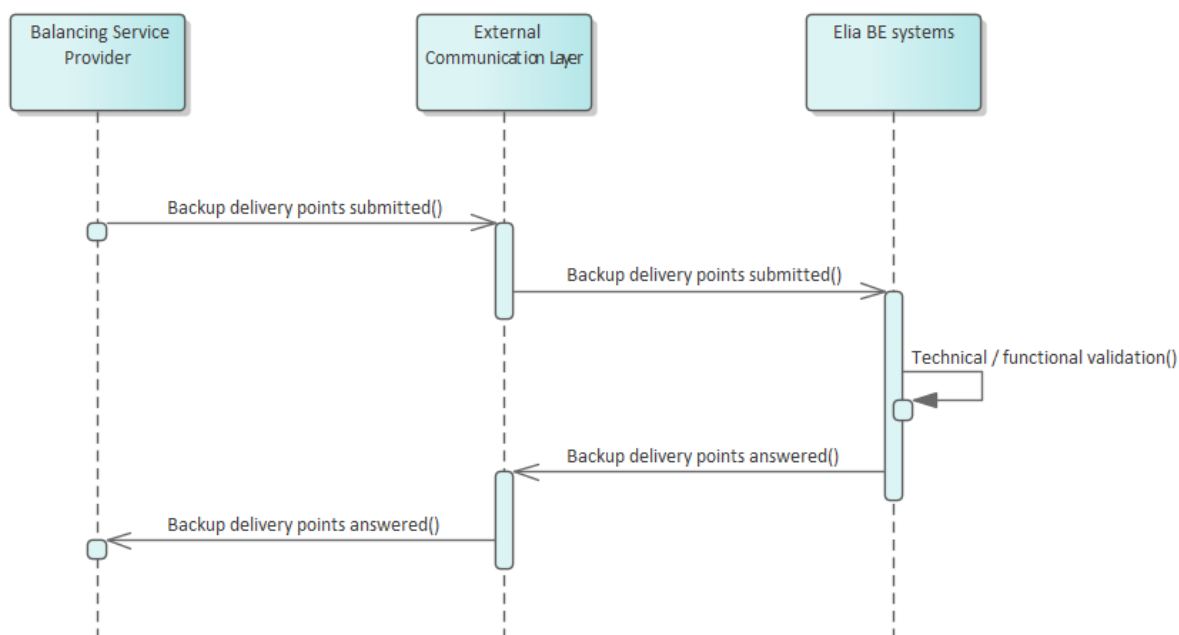 Balancing Service
Provider
External
Communication Layer
Elia BE systems
Backup delivery points submitted()
Backup delivery points submitted()
Technical / functional validation()
Backup delivery points answered()
Backup delivery points answered()